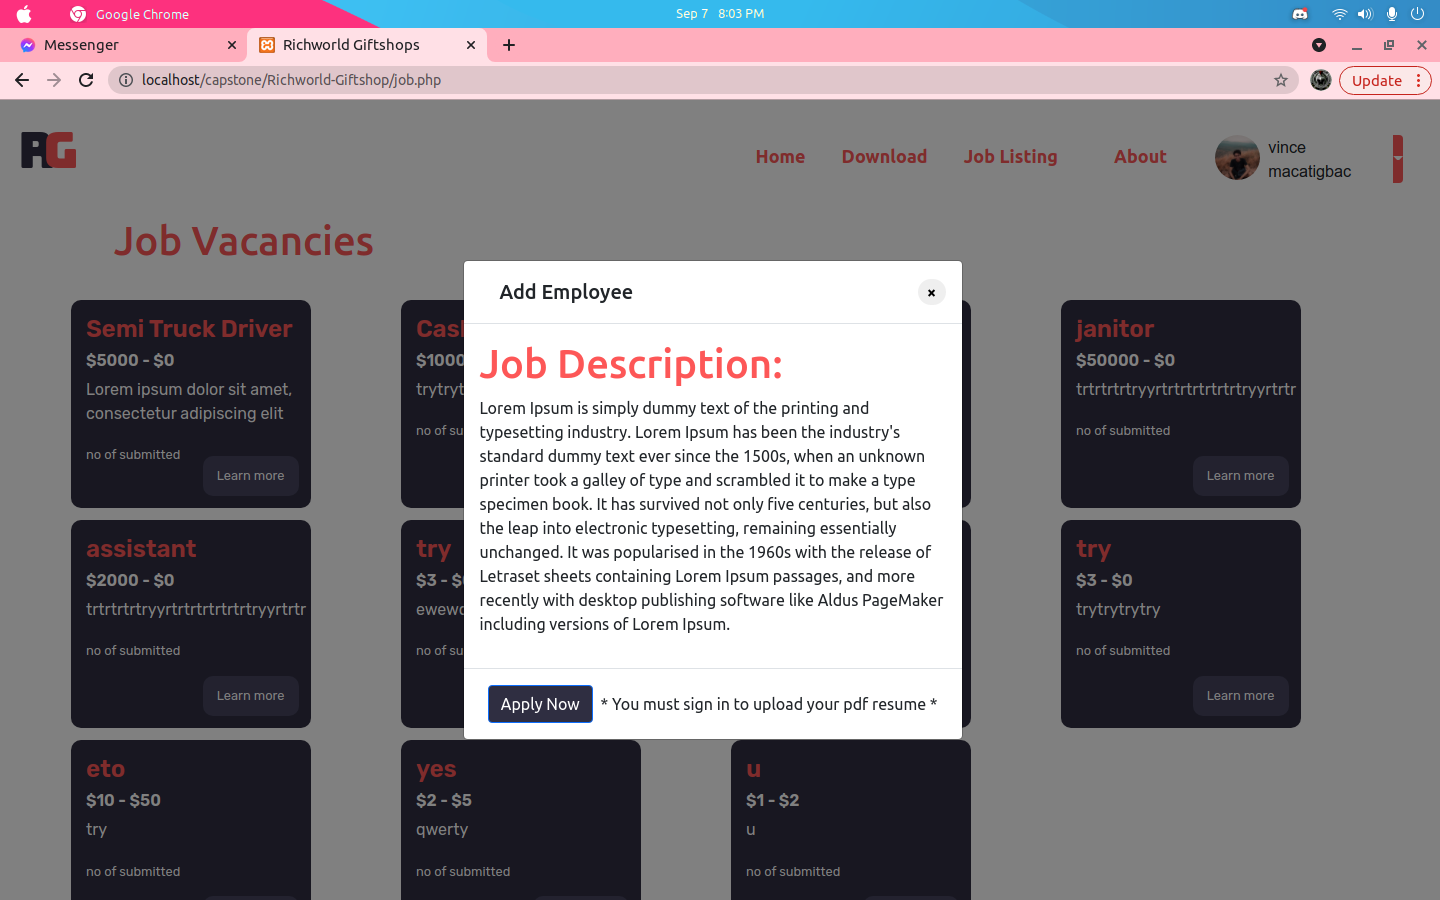 Google Chrome
Sep 7 8:03 PM
Messenger
Richworld Giftshops
localhost/capstone/Richworld-Giftshop/job.php
Update
RG
Home
Download
Job Listing
About
vince
macatigbac
Job Vacancies
Add Employee
×
Job Description:
Lorem Ipsum is simply dummy text of the printing and
typesetting industry. Lorem Ipsum has been the industry's
standard dummy text ever since the 1500s, when an unknown
printer took a galley of type and scrambled it to make a type
specimen book. It has survived not only five centuries, but also
the leap into electronic typesetting, remaining essentially
unchanged. It was popularised in the 1960s with the release of
Letraset sheets containing Lorem Ipsum passages, and more
recently with desktop publishing software like Aldus PageMaker
including versions of Lorem Ipsum.
Apply Now
* You must sign in to upload your pdf resume *
Semi Truck Driver
$5000 - $0
Lorem ipsum dolor sit amet,
consectetur adipiscing elit
no of submitted
Learn more
$1000
no of su
janitor
$50000 - $0
trtrtrtrtryyrtrtrtrtrtrtrtryyrtrtr
no of submitted
Learn more
assistant
$2000 - $0
trtrtrtrtryyrtrtrtrtrtrtrtryyrtrtr
no of submitted
Learn more
try
$3 -
no of su
try
$3 - $0
trytrytrytry
no of submitted
Learn more
eto
$10 - $50
try
no of submitted
yes
$2 - $5
qwerty
no of submitted
u
$1 - $2
u
no of submitted